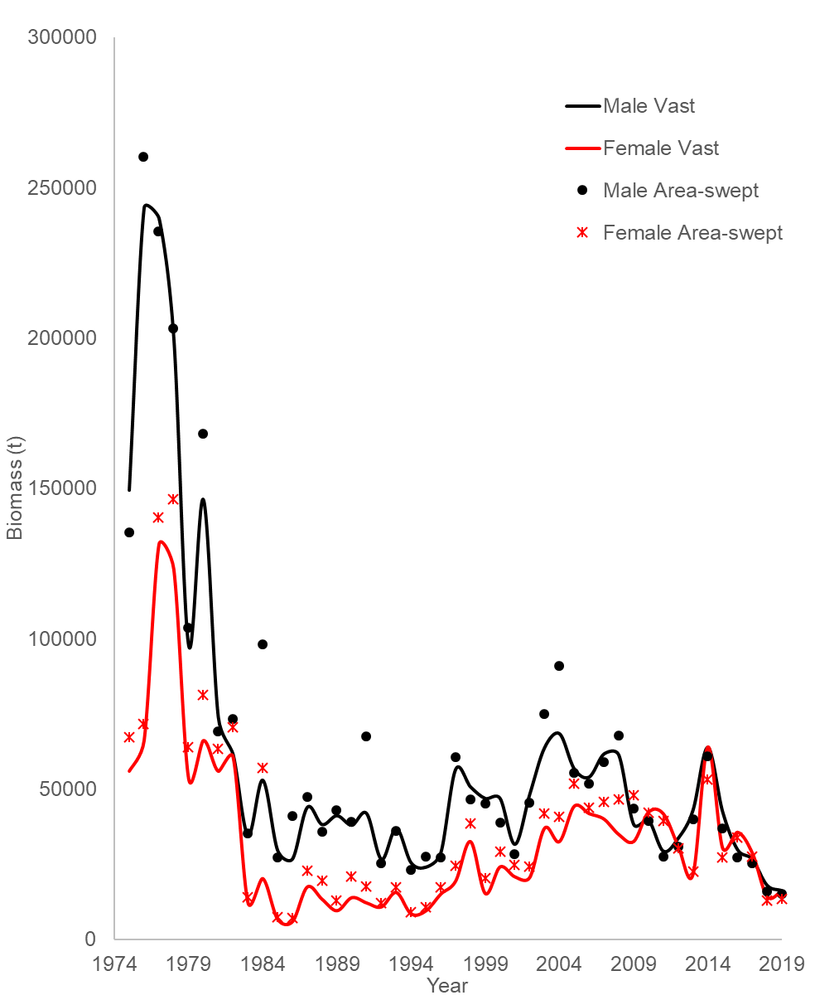 300000
250000
200000
150000
100000
50000
0
Biomass (t)
Male Vast
Female Vast
Male Area-swept
Female Area-swept
1974 1979 1984 1989 1994 1999 2004 2009 2014 2019
Year